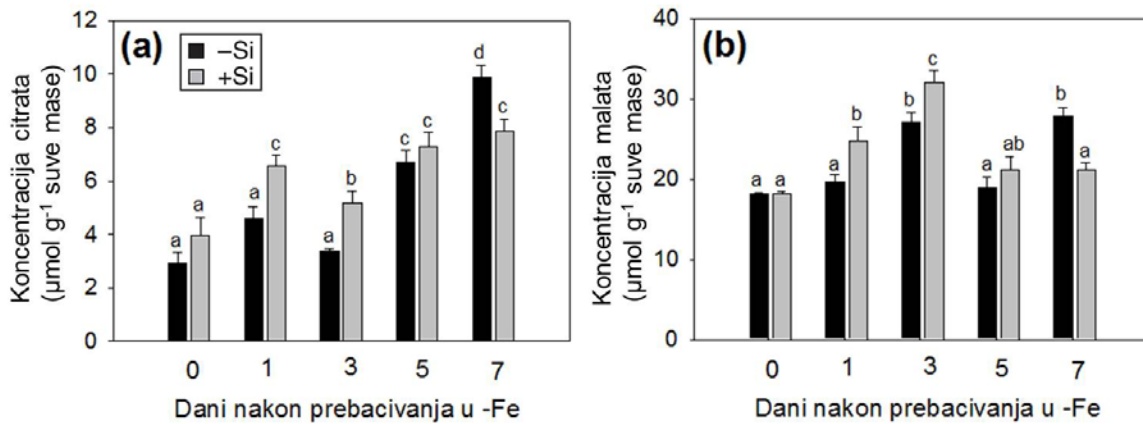 (a)
–Si
+Si
Koncentracija citrata
(µmol g⁻¹ suve mase)
12
10
8
6
4
2
0
a
a
a
c
a
b
c
c
d
c
0 1 3 5 7
Dani nakon prebacivanja u -Fe
(b)
Koncentracija malata
(µmol g⁻¹ suve mase)
40
30
20
10
0
a
a
a
b
b
c
a
ab
b
a
0 1 3 5 7
Dani nakon prebacivanja u -Fe